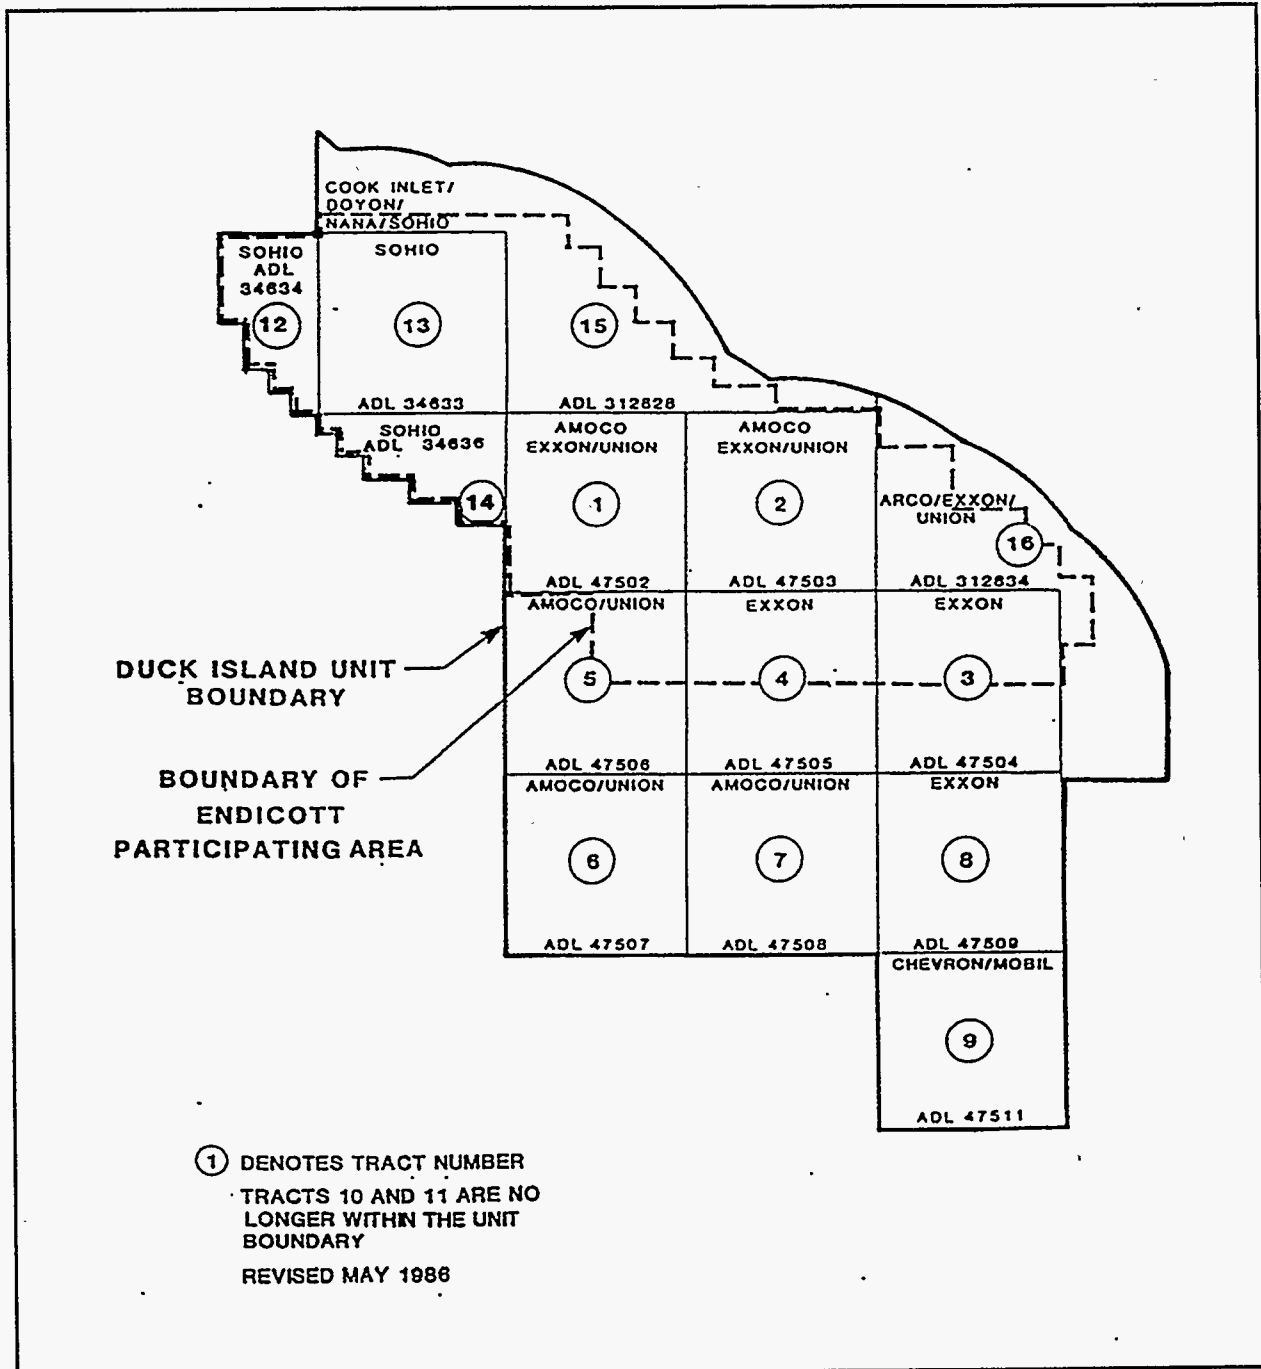 COOK INLET/
DOYON/
NANA/SOHIO
SOHIO
ADL
34634
12
SOHIO
13
ADL 34633
15
ADL 312828
SOHIO
ADL 34636
14
AMOCO
EXXON/UNION
1
ADL 47502
AMOCO
EXXON/UNION
2
ADL 47503
ARCO/EXXON/
UNION
16
ADL 312834
AMOCO/UNION
5
ADL 47506
EXXON
4
ADL 47505
EXXON
3
ADL 47504
DUCK ISLAND UNIT
BOUNDARY
BOUNDARY OF
ENDICOTT
PARTICIPATING AREA
AMOCO/UNION
6
ADL 47507
AMOCO/UNION
7
ADL 47508
EXXON
8
ADL 47509
CHEVRON/MOBIL
9
ADL 47511
1 DENOTES TRACT NUMBER
TRACTS 10 AND 11 ARE NO
LONGER WITHIN THE UNIT
BOUNDARY
REVISED MAY 1986